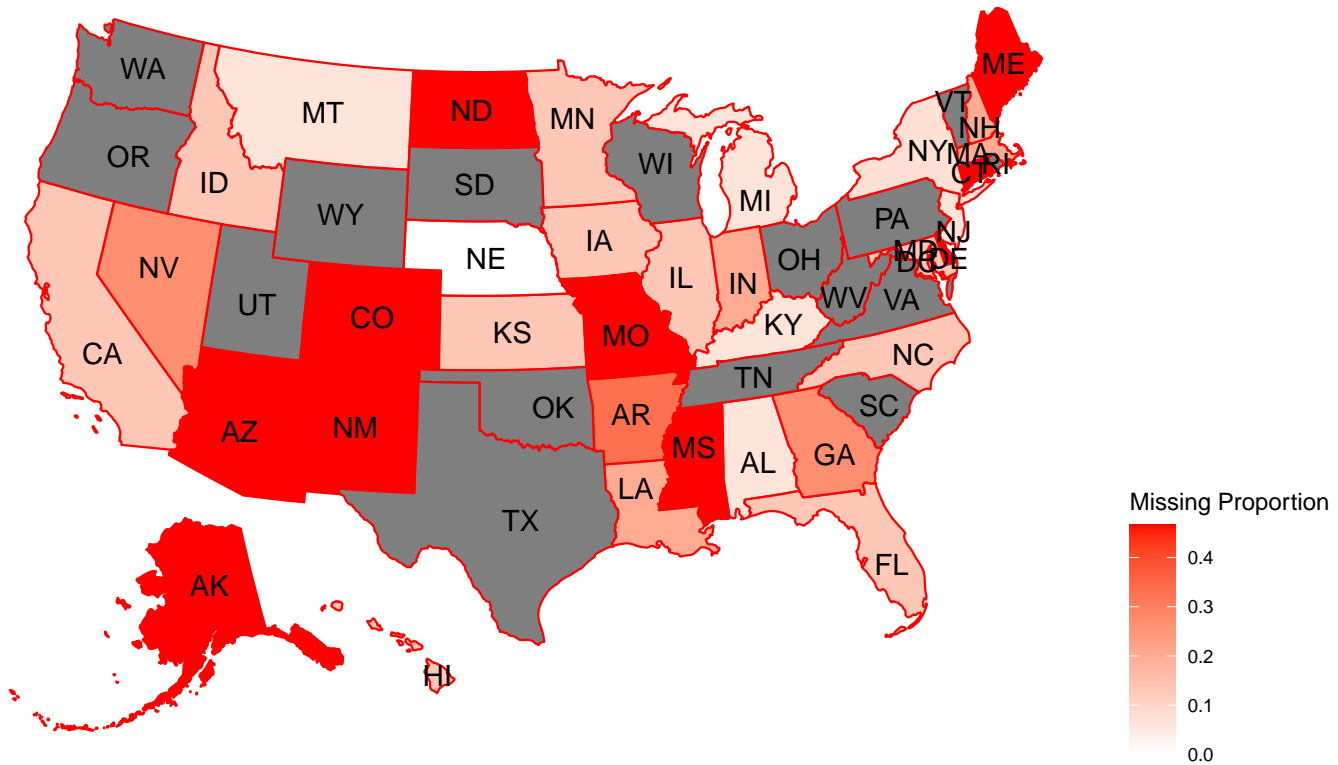 ME
WA
VT
ND
MT
MN
NH
NY
MA
OR
WI
RI
CT
ID
SD
MI
WY
PA
NJ
IA
MD
NE
DE
DC
NV
OH
IL
IN
WV
VA
UT
CO
KY
KS
MO
CA
NC
TN
OK
SC
AR
NM
AZ
MS
GA
AL
LA
TX
FL
AK
HI
Missing Proportion
0.4
0.3
0.2
0.1
0.0